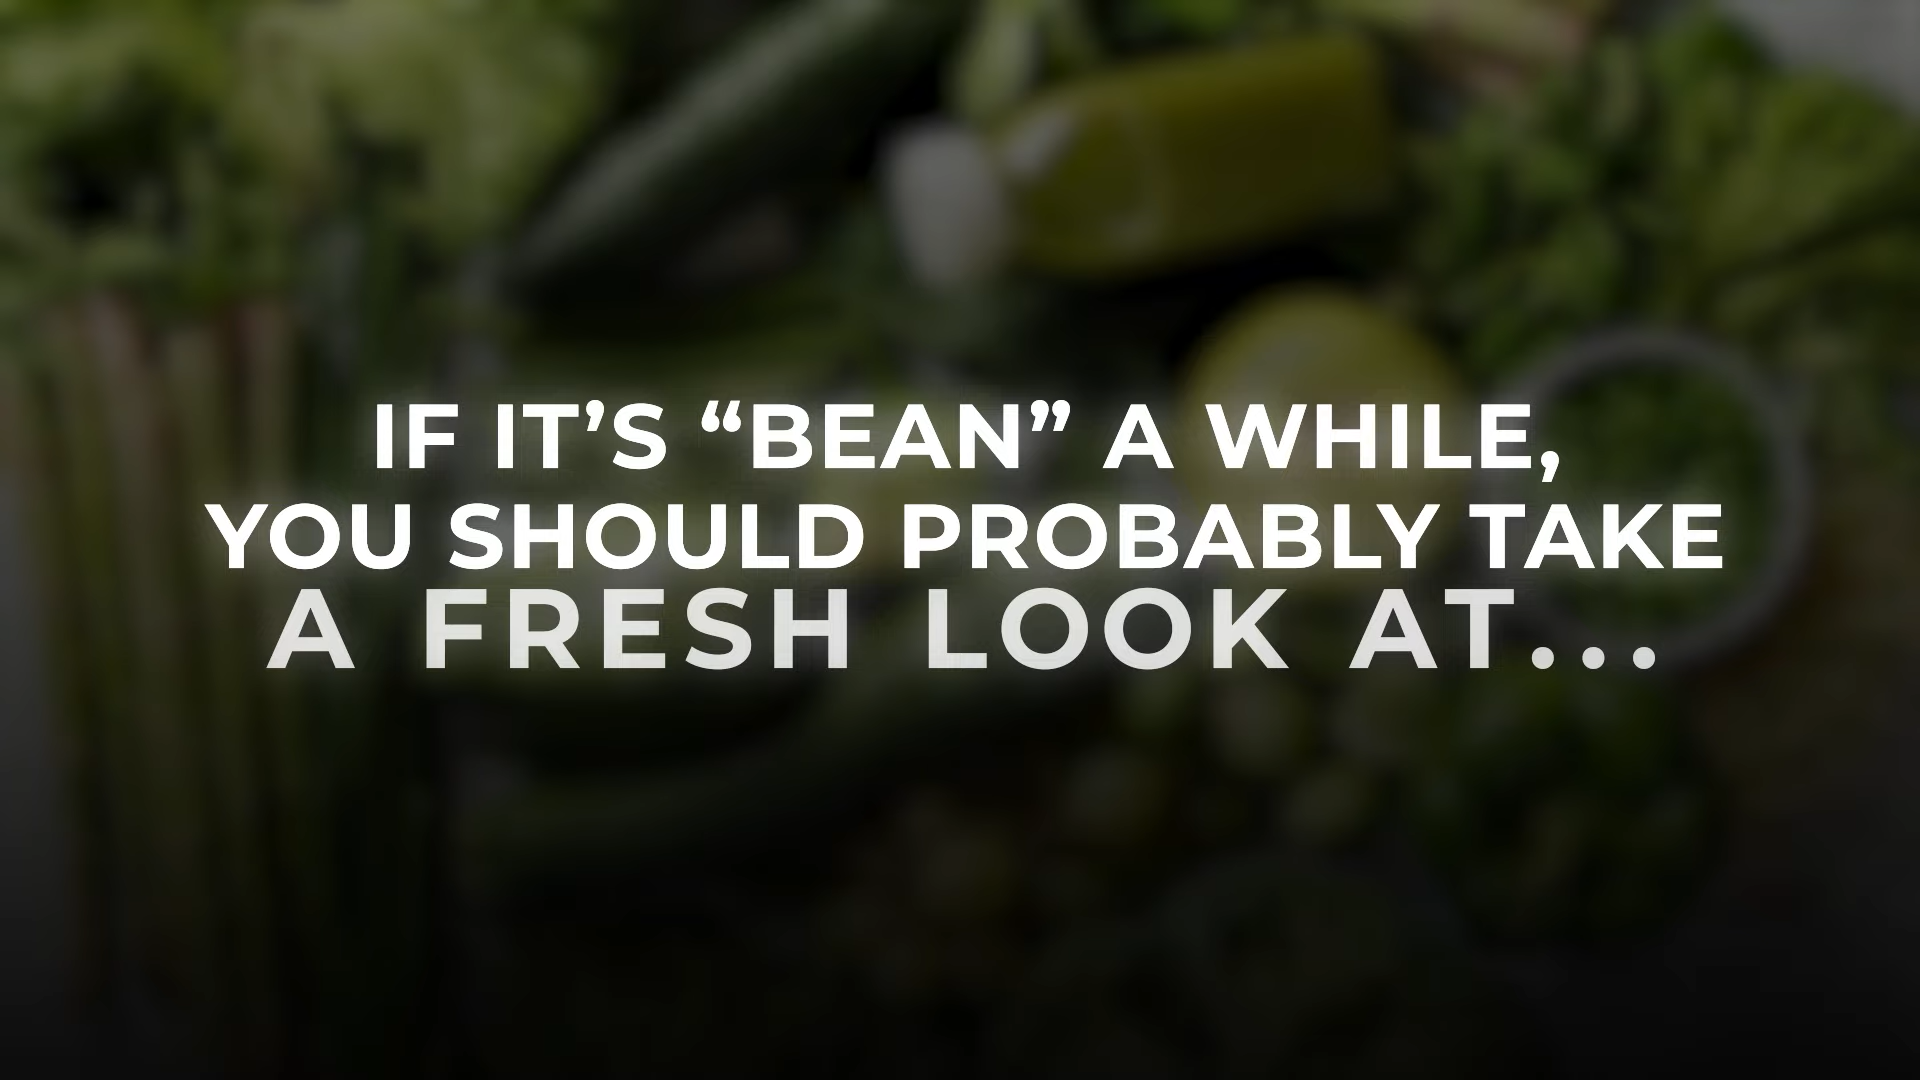 IF IT’S “BEAN” A WHILE,
YOU SHOULD PROBABLY TAKE
A FRESH LOOK AT...